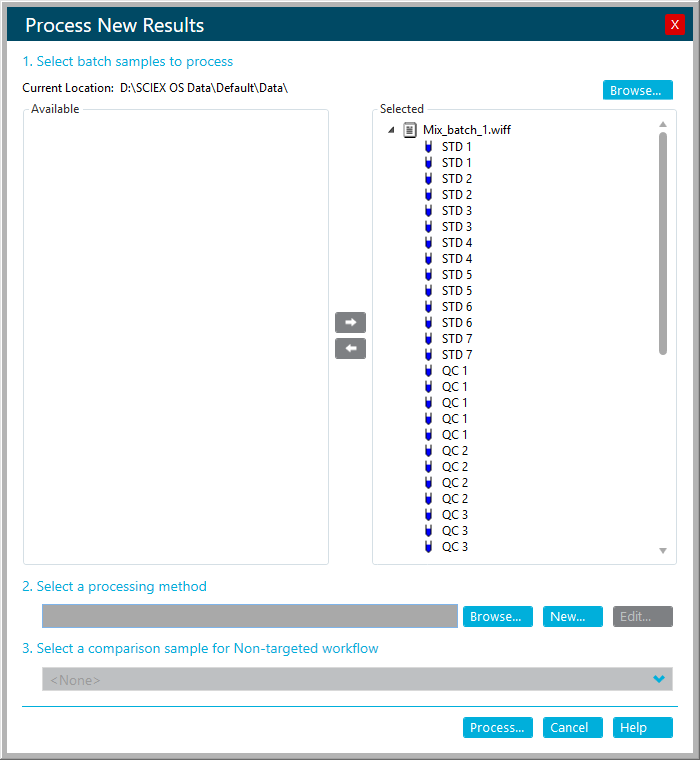 Process New Results
X
1. Select batch samples to process
Current Location: D:\SCIEX OS Data\Default\Data\
Browse...
Available
Selected
Mix_batch_1.wiff
STD 1
STD 1
STD 2
STD 2
STD 3
STD 3
STD 4
STD 4
STD 5
STD 5
STD 6
STD 6
STD 7
STD 7
QC 1
QC 1
QC 1
QC 1
QC 1
QC 2
QC 2
QC 2
QC 2
QC 3
QC 3
QC 3
2. Select a processing method
Browse... New... Edit...
3. Select a comparison sample for Non-targeted workflow
<None>
Process... Cancel Help